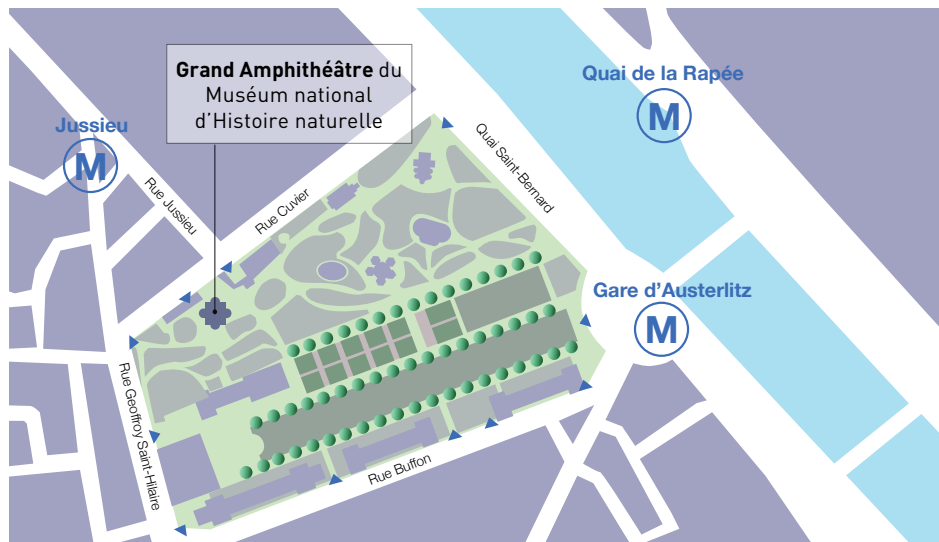 Grand Amphithéâtre du
Muséum national
d’Histoire naturelle
Quai de la Rapée
M
Jussieu
M
Rue Jussieu
Rue Cuvier
Quai Saint-Bernard
Gare d’Austerlitz
M
Rue Geoffroy Saint-Hilaire
Rue Buffon